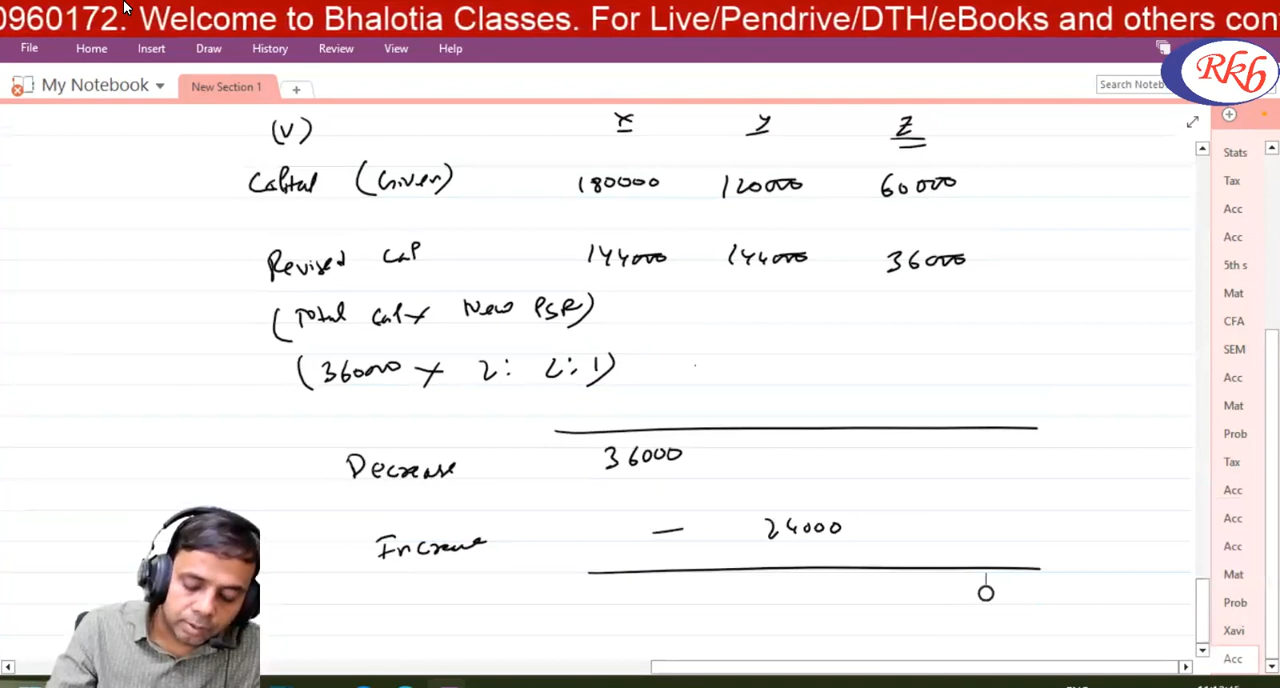 0960172. Welcome to Bhalotia Classes. For Live/Pendrive/DTH/eBooks and others con
File Home Insert Draw History Review View Help
Rkb
My Notebook New Section 1 + Search Noteb
(V) X Y Z
Capital (Given) 180000 120000 60000
Revised Cap 144000 144000 36000
(Total Cap x New PSR)
(36000 x 2: 2: 1)
Decrease 36000
Increase — 24000
Stats
Tax
Acc
Acc
5th s
Mat
CFA
SEM
Acc
Mat
Prob
Tax
Acc
Acc
Acc
Mat
Prob
Xavi
Acc